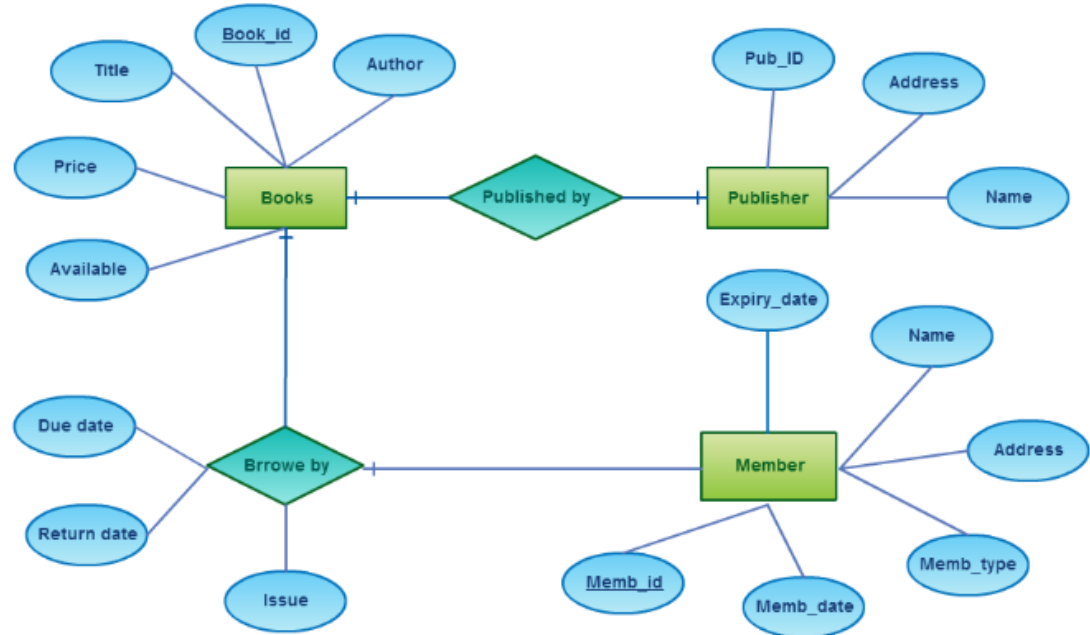 Book_id
Title
Author
Pub_ID
Address
Price
Books
Published by
Publisher
Name
Available
Expiry_date
Name
Due date
Brrowe by
Member
Address
Return date
Memb_type
Memb_id
Issue
Memb_date